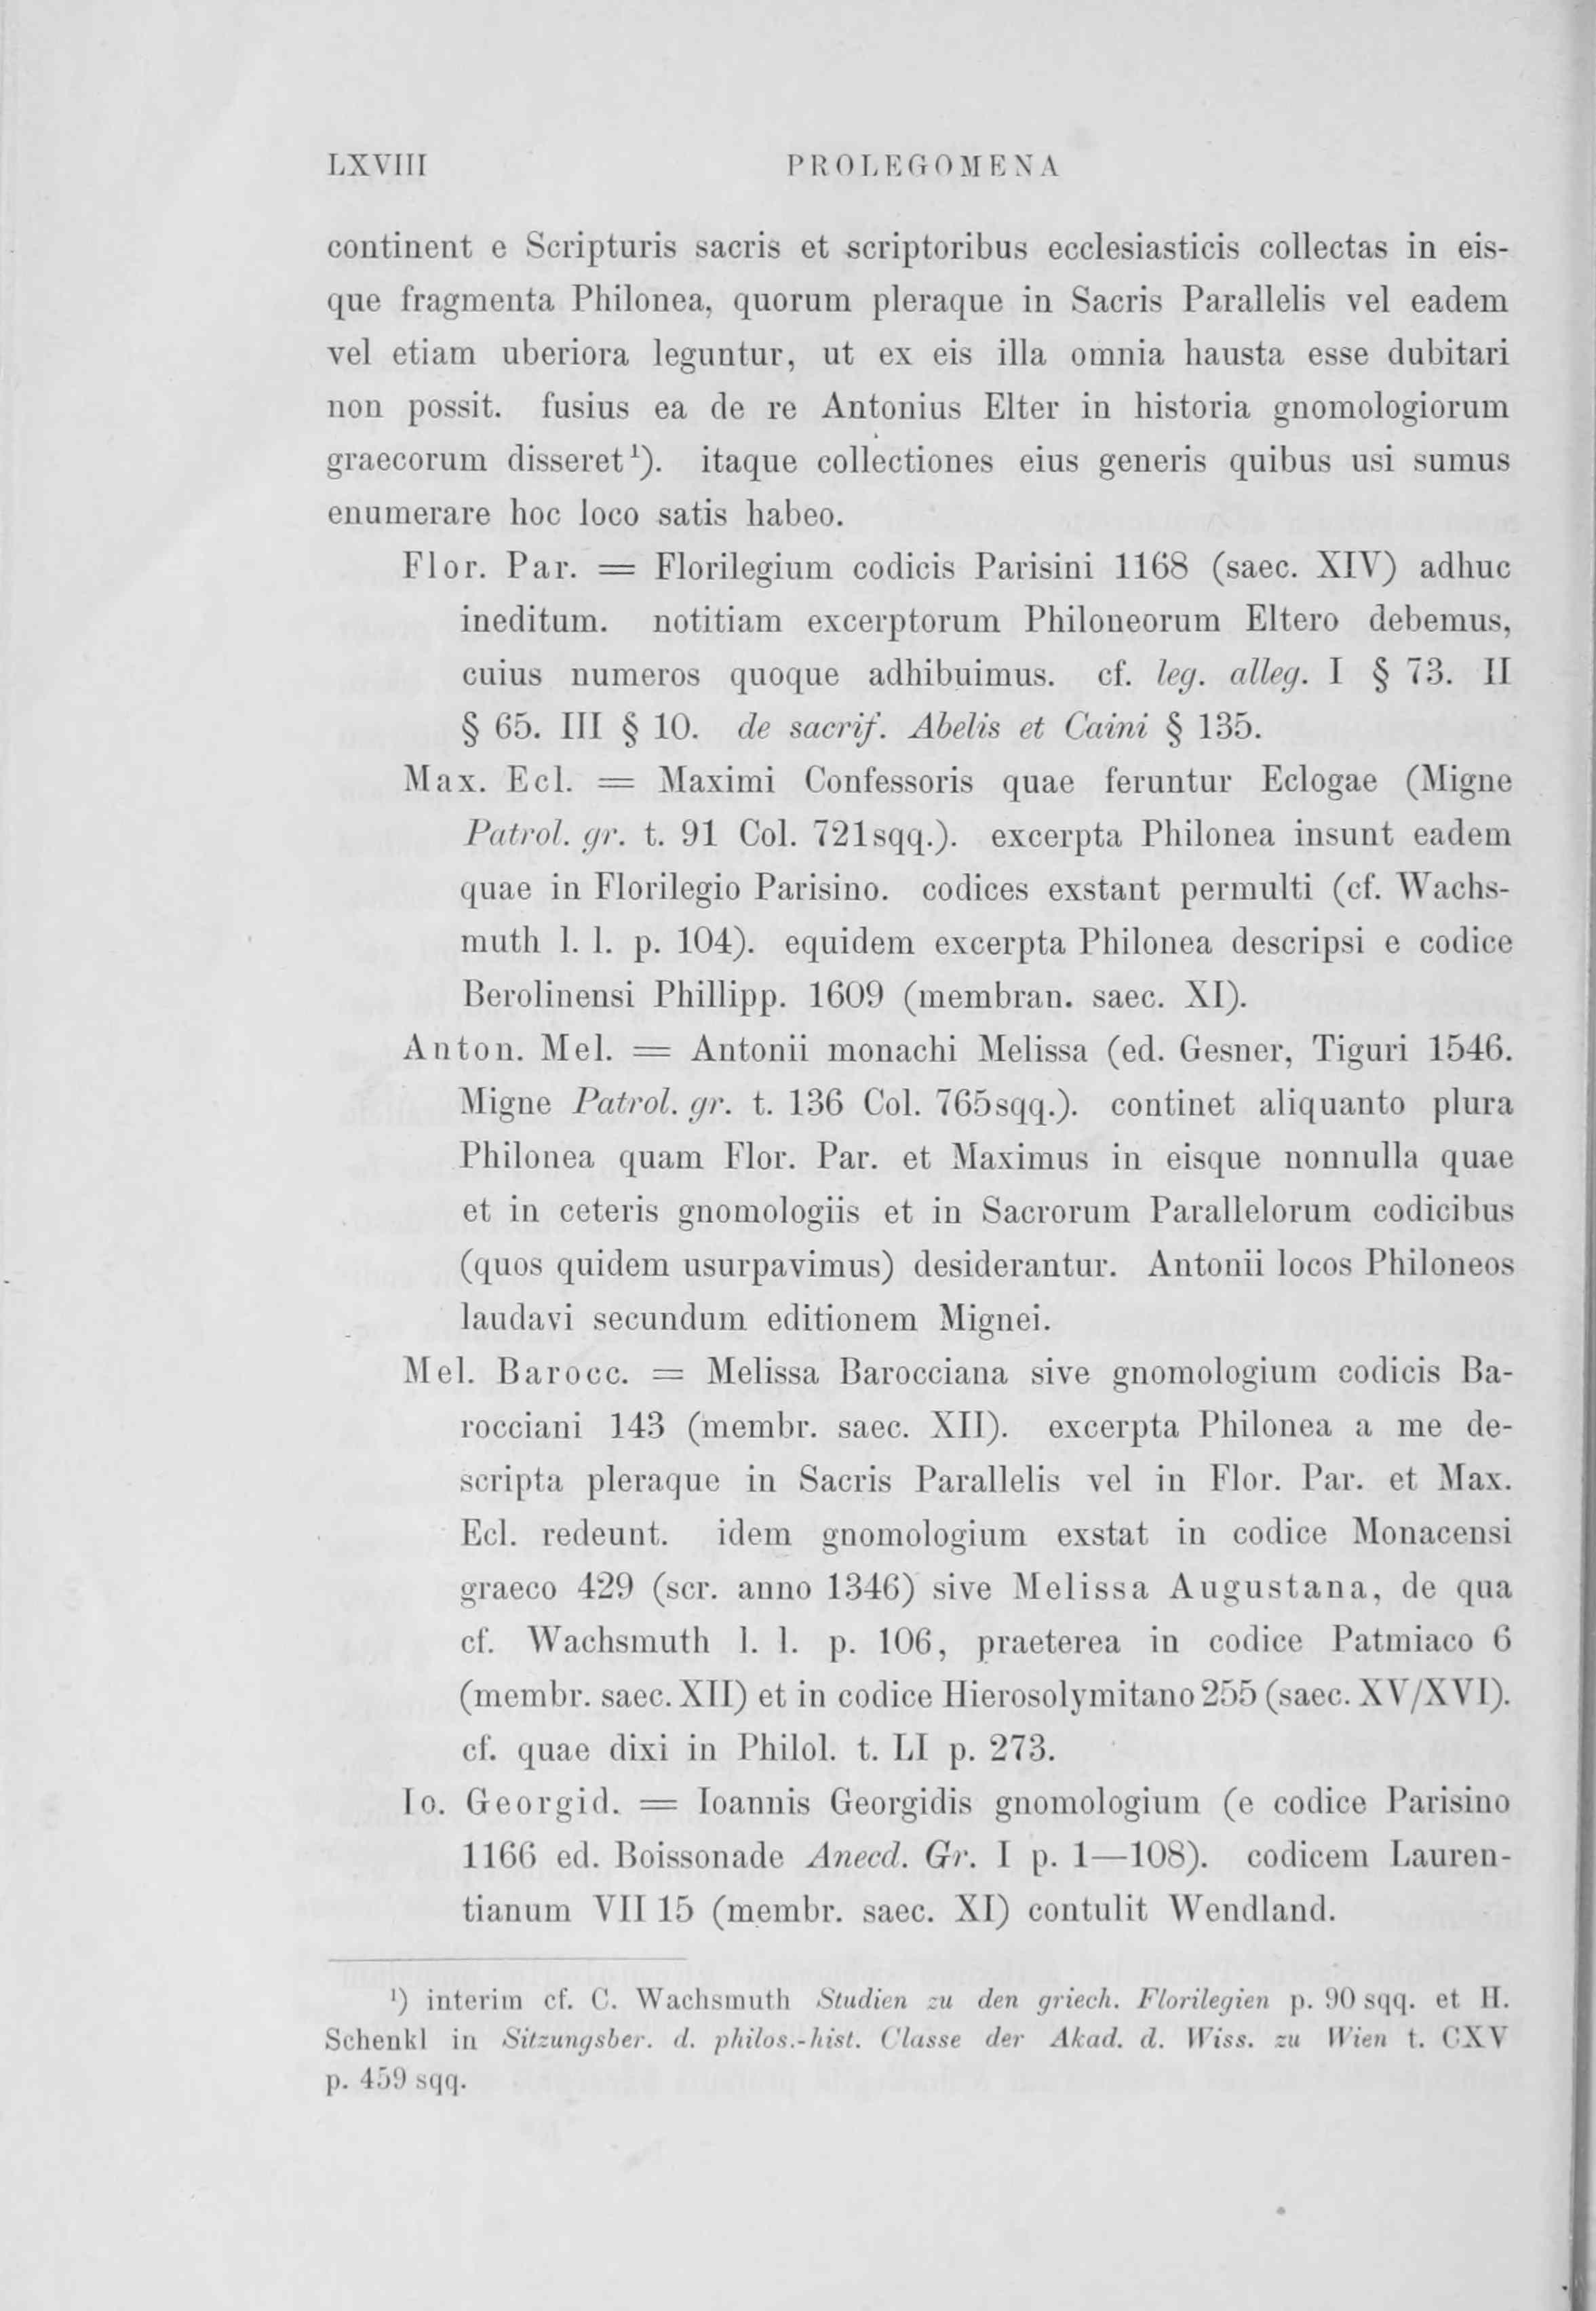 LXVIII PROLEGOMENA
continent e Scripturis sacris et scriptoribus ecclesiasticis collectas in eis-
que fragmenta Philonea, quorum pleraque in Sacris Parallelis vel eadem
vel etiam uberiora leguntur, ut ex eis illa omnia hausta esse dubitari
non possit. fusius ea de re Antonius Elter in historia gnomologiorum
graecorum disseret¹). itaque collectiones eius generis quibus usi sumus
enumerare hoc loco satis habeo.
Flor. Par. = Florilegium codicis Parisini 1168 (saec. XIV) adhuc
ineditum. notitiam excerptorum Philoneorum Eltero debemus,
cuius numeros quoque adhibuimus. cf. leg. alleg. I § 73. II
§ 65. III § 10. de sacrif. Abelis et Caini § 135.
Max. Ecl. = Maximi Confessoris quae feruntur Eclogae (Migne
Patrol. gr. t. 91 Col. 721sqq.). excerpta Philonea insunt eadem
quae in Florilegio Parisino. codices exstant permulti (cf. Wachs-
muth l. l. p. 104). equidem excerpta Philonea descripsi e codice
Berolinensi Phillipp. 1609 (membran. saec. XI).
Anton. Mel. = Antonii monachi Melissa (ed. Gesner, Tiguri 1546.
Migne Patrol. gr. t. 136 Col. 765sqq.). continet aliquanto plura
Philonea quam Flor. Par. et Maximus in eisque nonnulla quae
et in ceteris gnomologiis et in Sacrorum Parallelorum codicibus
(quos quidem usurpavimus) desiderantur. Antonii locos Philoneos
laudavi secundum editionem Mignei.
Mel. Barocc. = Melissa Barocciana sive gnomologium codicis Ba-
rocciani 143 (membr. saec. XII). excerpta Philonea a me de-
scripta pleraque in Sacris Parallelis vel in Flor. Par. et Max.
Ecl. redeunt. idem gnomologium exstat in codice Monacensi
graeco 429 (scr. anno 1346) sive Melissa Augustana, de qua
cf. Wachsmuth l. l. p. 106, praeterea in codice Patmiaco 6
(membr. saec. XII) et in codice Hierosolymitano 255 (saec. XV/XVI).
cf. quae dixi in Philol. t. LI p. 273.
Io. Georgid. = Ioannis Georgidis gnomologium (e codice Parisino
1166 ed. Boissonade Anecd. Gr. I p. 1—108). codicem Lauren-
tianum VII 15 (membr. saec. XI) contulit Wendland.
¹) interim cf. C. Wachsmuth Studien zu den griech. Florilegien p. 90 sqq. et H.
Schenkl in Sitzungsber. d. philos.-hist. Classe der Akad. d. Wiss. zu Wien t. CXV
p. 459 sqq.